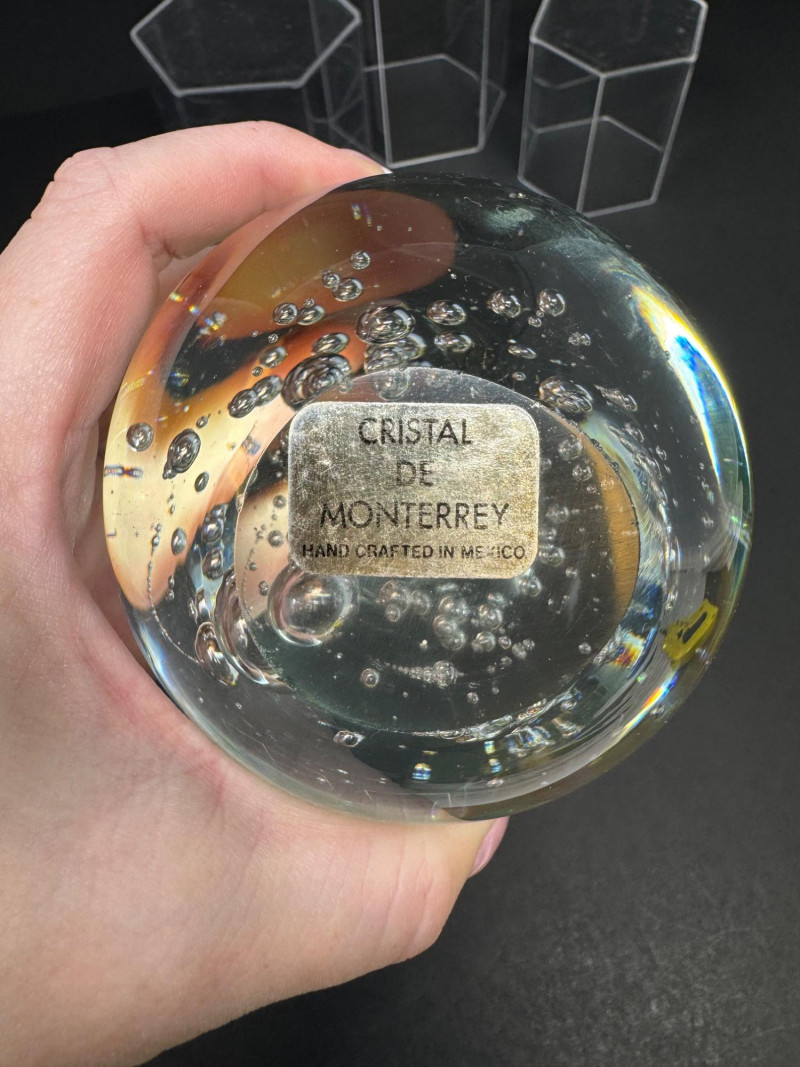 CRISTAL
DE
MONTERREY
HAND CRAFTED IN MEXICO